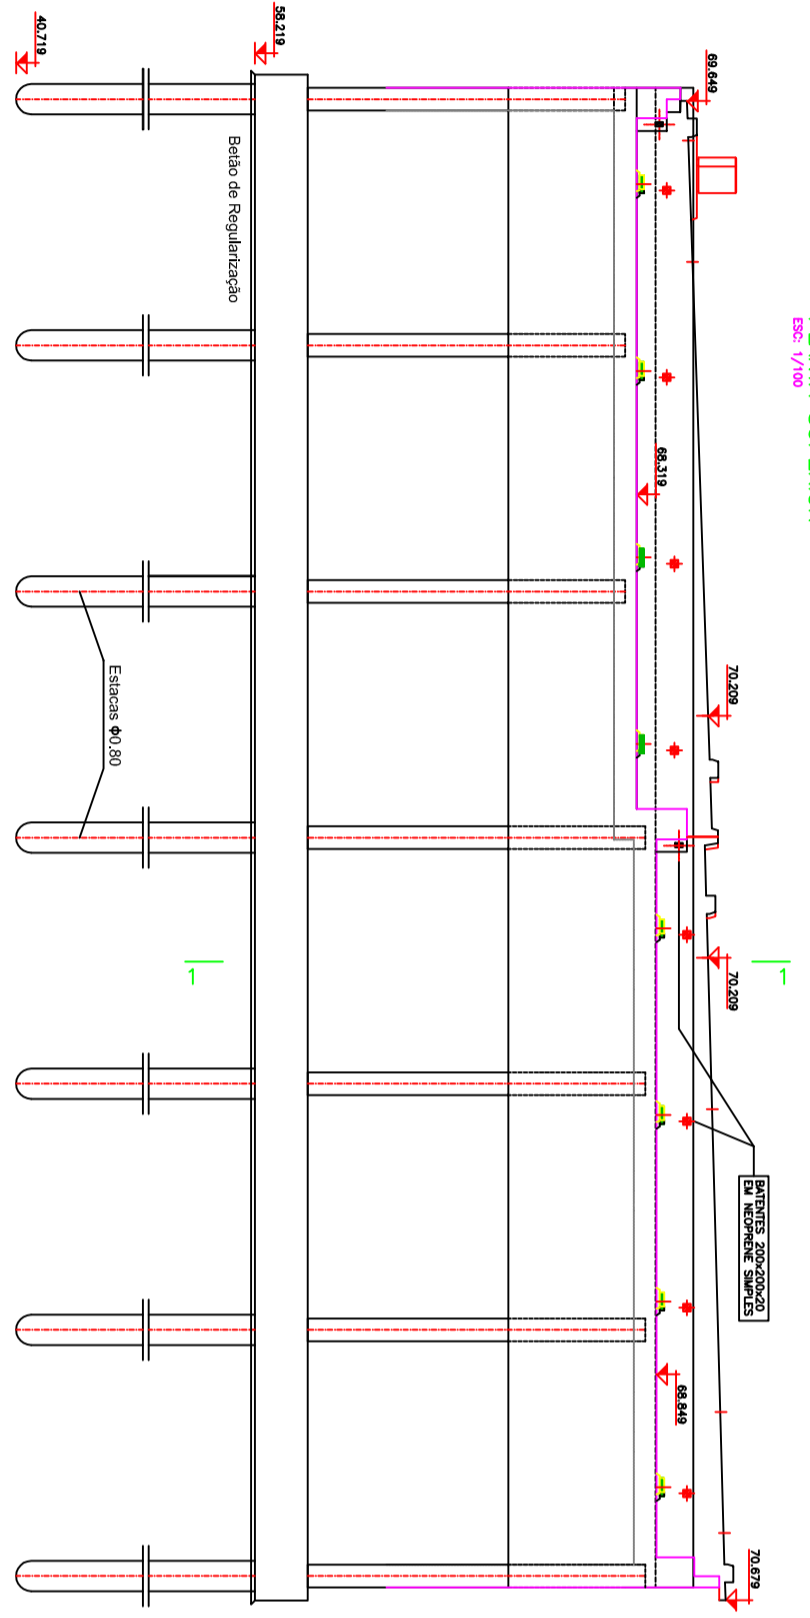 40.719
58.219
69.649
ESC: 1/100
Betão de Regularização
68.319
70.209
Estacas ϕ0.80
1
1
70.209
BATENTES 200x200x20
EM NEOPRENE SIMPLES
68.849
70.679